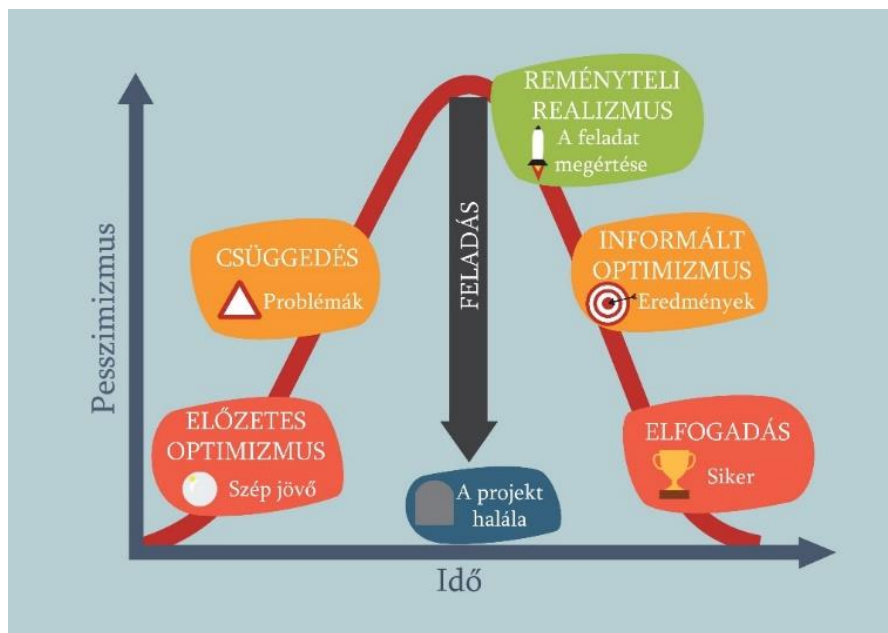 Pesszimizmus
ELŐZETES
OPTIMIZMUS
Szép jövő
CSÜGGEDÉS
Problémák
FELADÁS
A projekt
halála
REMÉNYTELI
REALIZMUS
A feladat
megértése
INFORMÁLT
OPTIMIZMUS
Eredmények
ELFOGADÁS
Siker
Idő